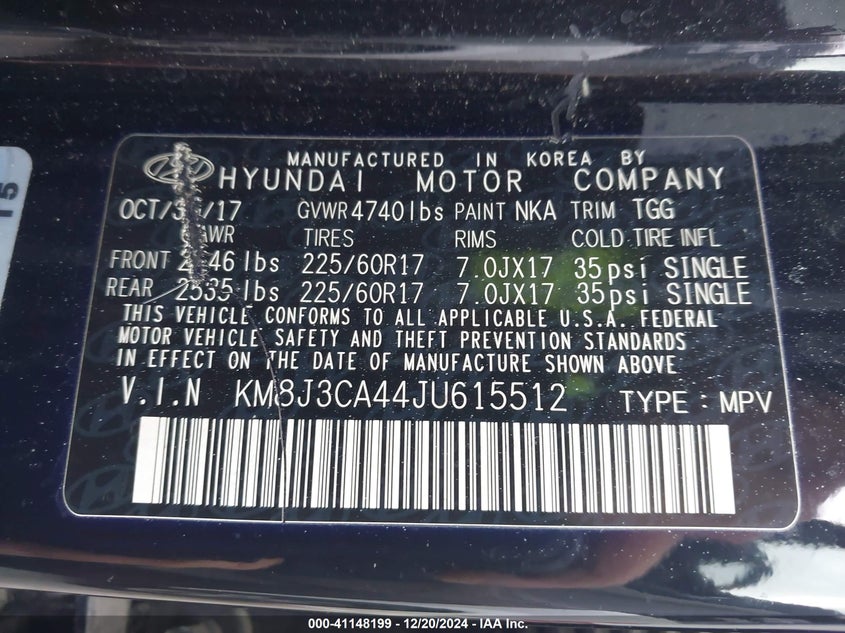 MANUFACTURED IN KOREA BY
HYUNDAI MOTOR COMPANY
GVWR 4740lbs PAINT NKA TRIM TGG
TIRES RIMS COLD TIRE INFL
FRONT lbs 225/60R17 7.0JX17 35psi SINGLE
REAR 2535 lbs 225/60R17 7.0JX17 35psi SINGLE
THIS VEHICLE CONFORMS TO ALL APPLICABLE U.S.A. FEDERAL
MOTOR VEHICLE SAFETY AND THEFT PREVENTION STANDARDS
IN EFFECT ON THE DATE OF MANUFACTURE SHOWN ABOVE
V.I.N KM8J3CA44JU615512 TYPE : MPV
15
000-41148199 - 12/20/2024 - IAA Inc.